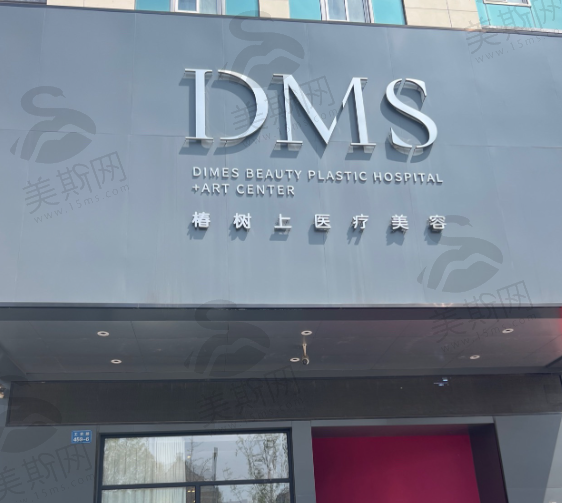 DMS
DIMES BEAUTY PLASTIC HOSPITAL
+ART CENTER
椿树上医疗美容
美斯网
www.15ms.com